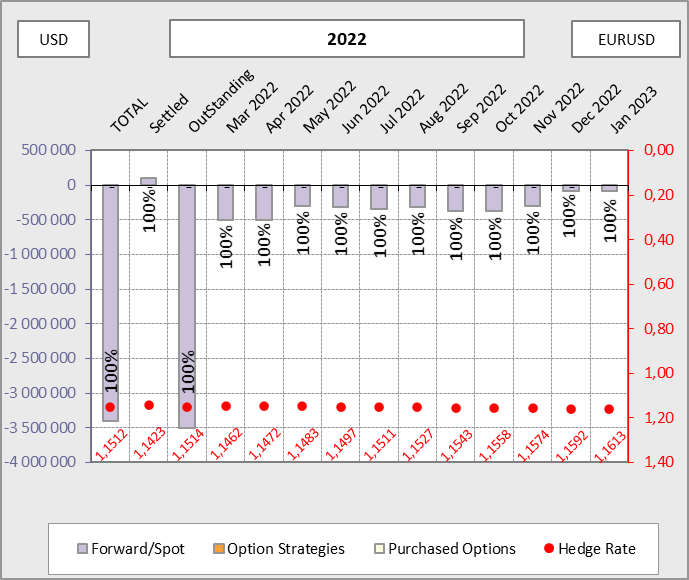 USD
2022
EURUSD
TOTAL
Settled
OutStanding
Mar 2022
Apr 2022
May 2022
Jun 2022
Jul 2022
Aug 2022
Sep 2022
Oct 2022
Nov 2022
Dec 2022
Jan 2023
500 000
0
-500 000
-1 000 000
-1 500 000
-2 000 000
-2 500 000
-3 000 000
-3 500 000
-4 000 000
0,00
0,20
0,40
0,60
0,80
1,00
1,20
1,40
100%
100%
100%
100%
100%
100%
100%
100%
100%
100%
100%
100%
100%
100%
1,1512
1,1423
1,1514
1,1462
1,1472
1,1483
1,1497
1,1511
1,1527
1,1543
1,1558
1,1574
1,1592
1,1613
Forward/Spot
Option Strategies
Purchased Options
Hedge Rate